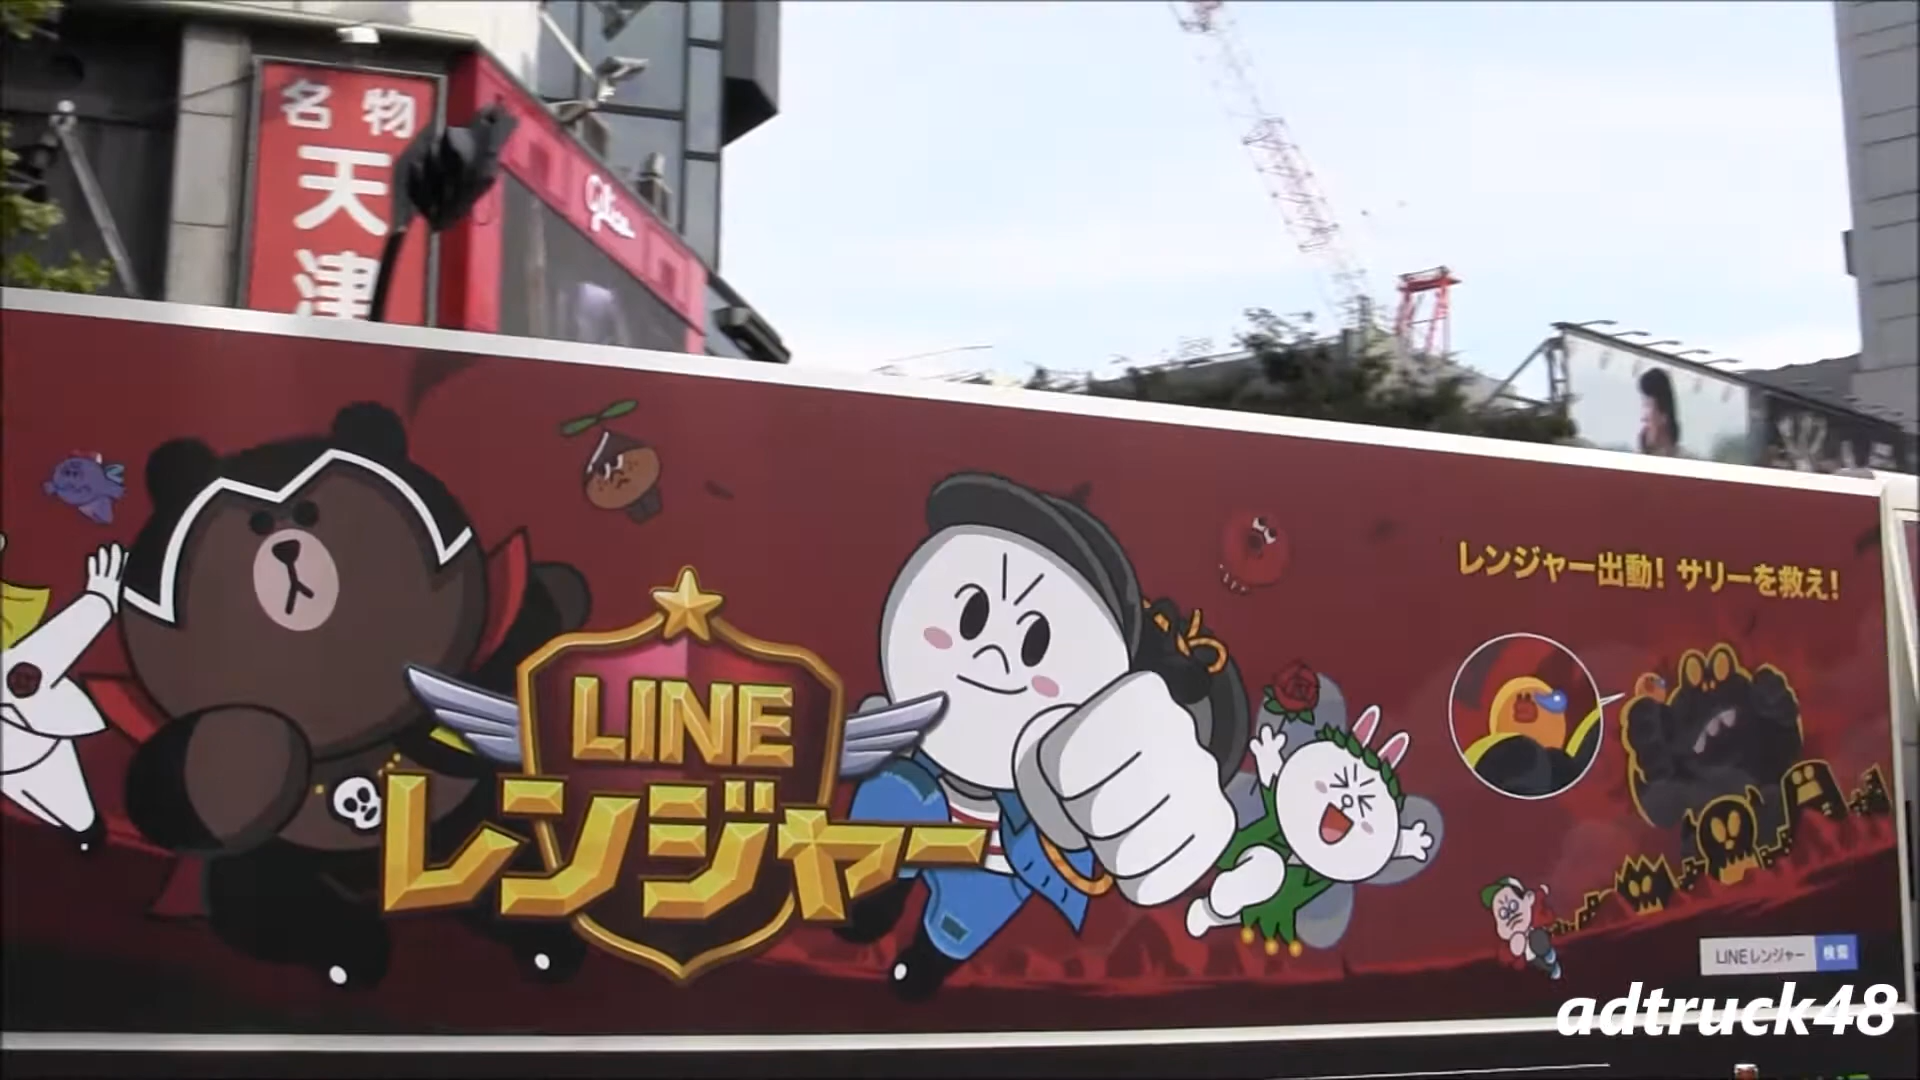 名物
天津
Glico
LINE
レンジャー
レンジャー出動！サリーを救え！
LINEレンジャー 検索
adtruck48